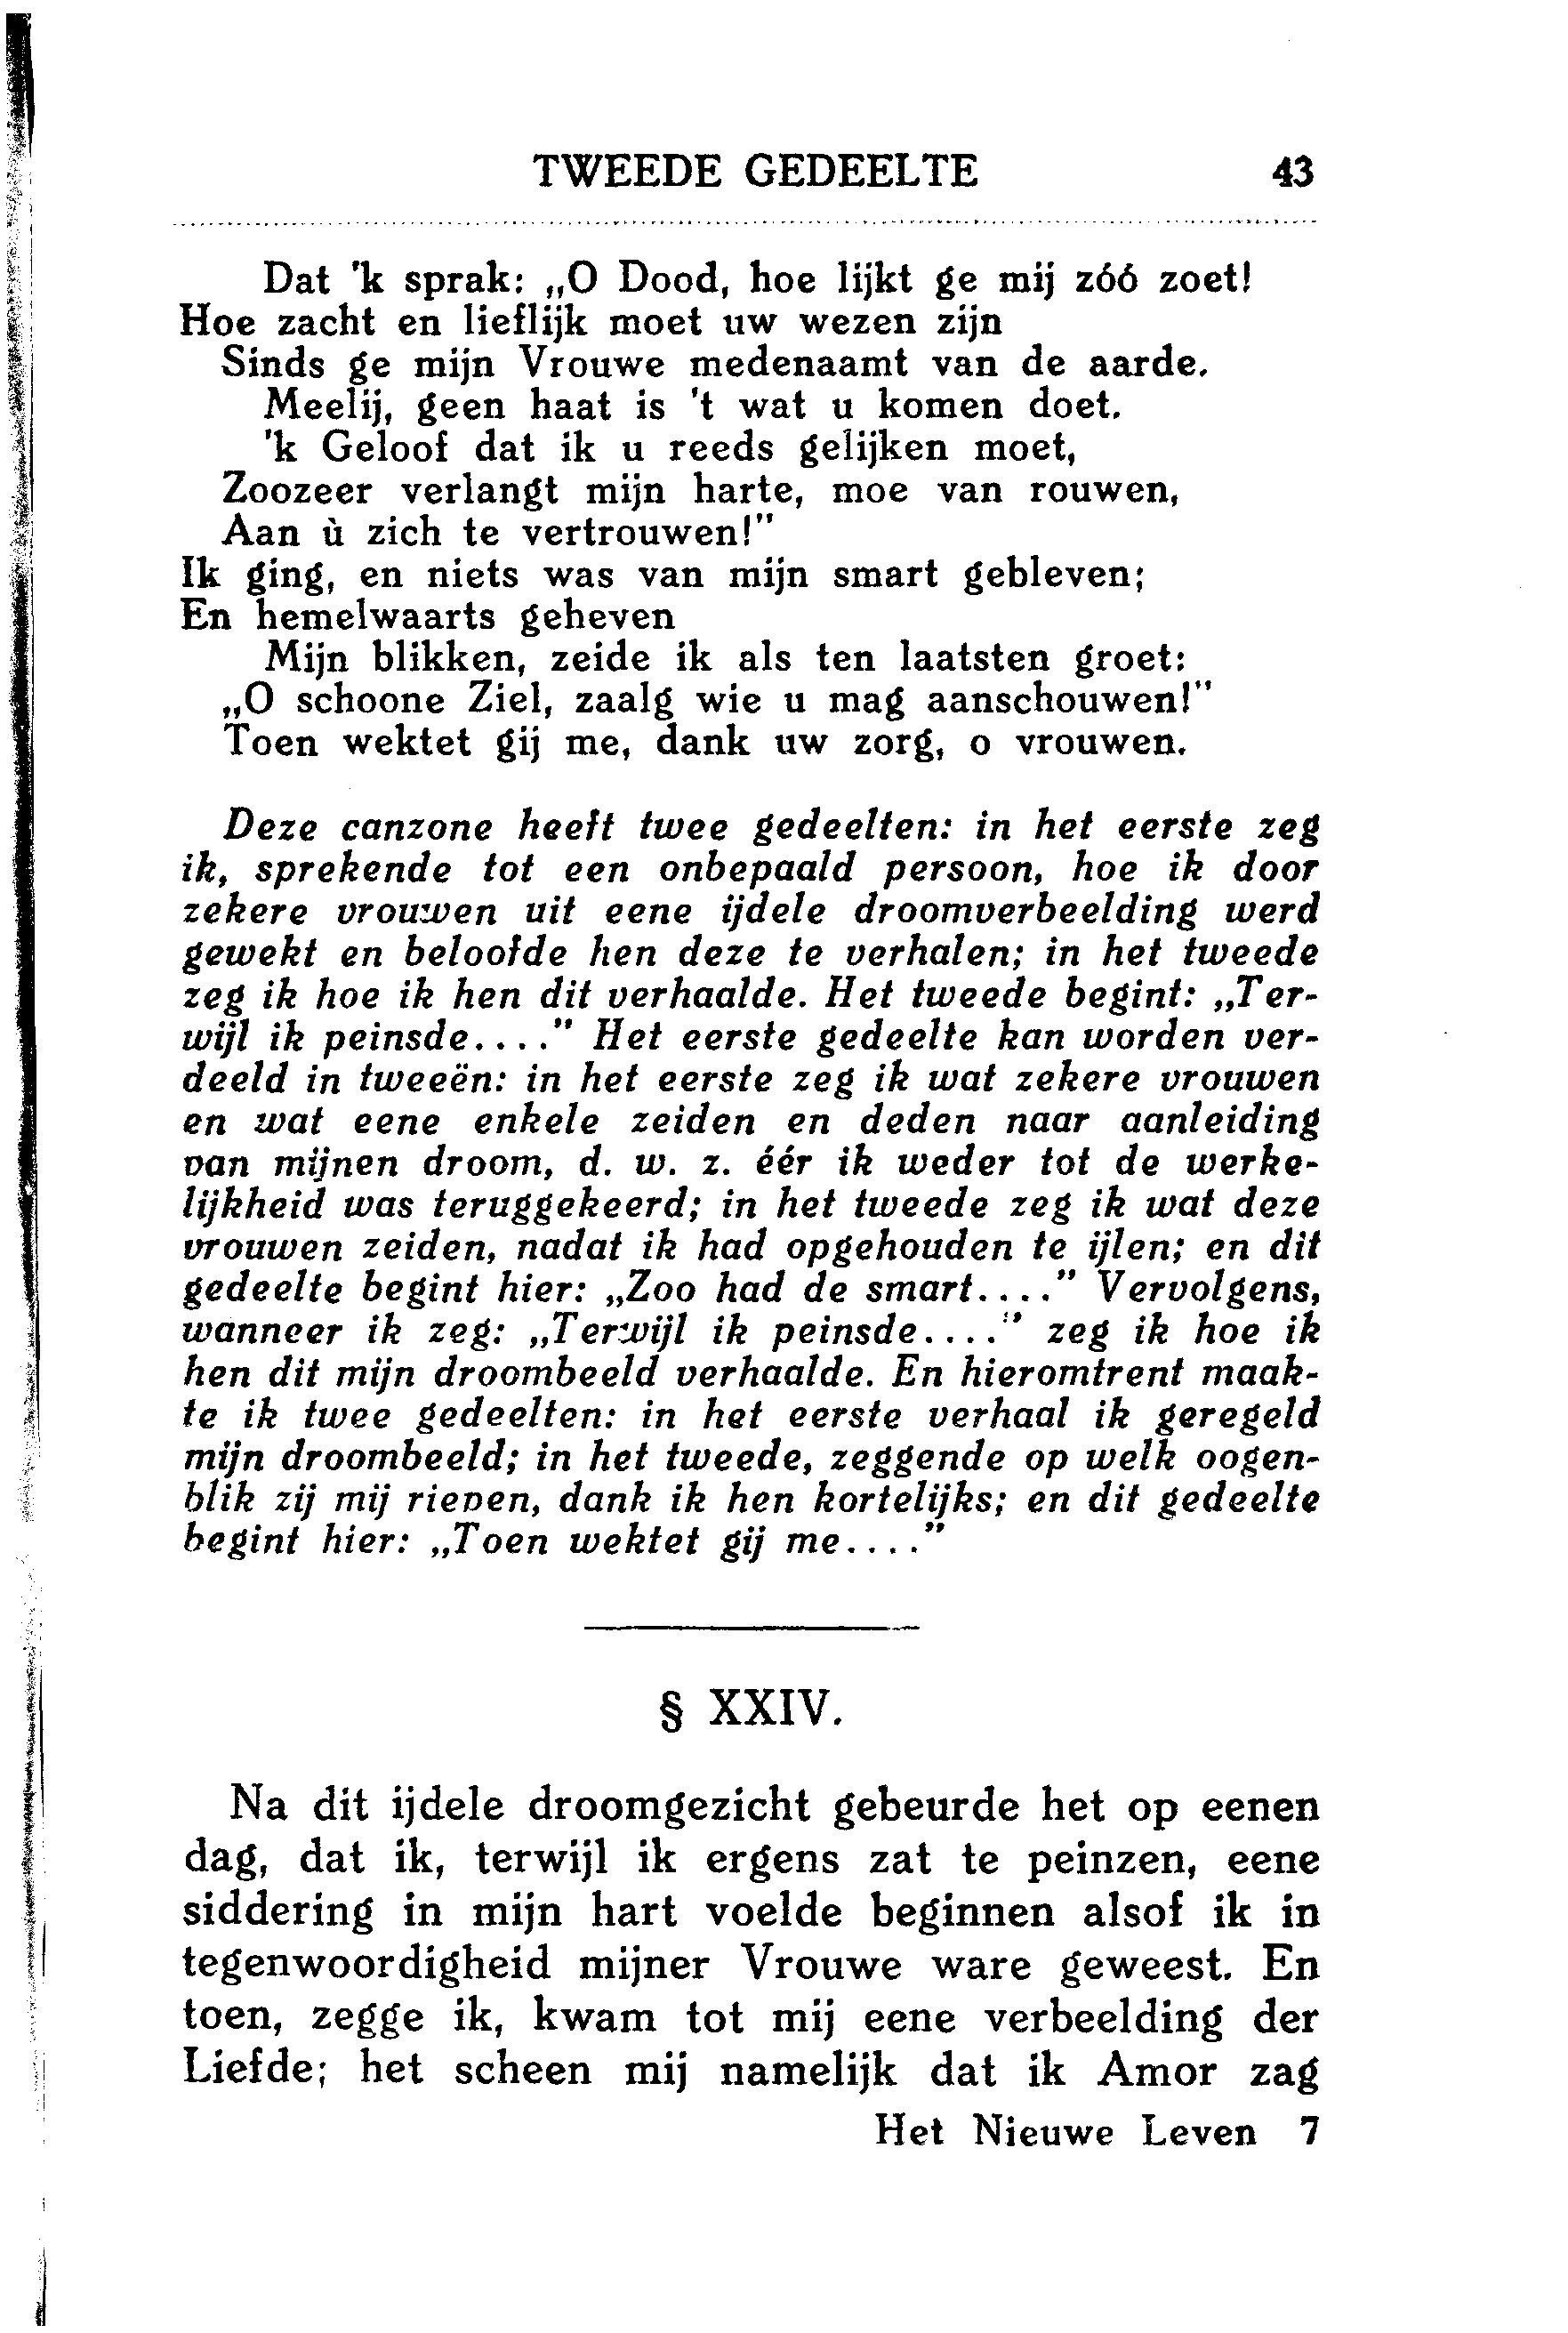 TWEEDE GEDEELTE 43
Dat 'k sprak: „O Dood, hoe lijkt ge mij zóó zoet!
Hoe zacht en lieflijk moet uw wezen zijn
Sinds ge mijn Vrouwe medenaamt van de aarde.
Meelij, geen haat is 't wat u komen doet.
'k Geloof dat ik u reeds gelijken moet,
Zoozeer verlangt mijn harte, moe van rouwen,
Aan ù zich te vertrouwen!"
Ik ging, en niets was van mijn smart gebleven;
En hemelwaarts geheven
Mijn blikken, zeide ik als ten laatsten groet:
„O schoone Ziel, zaalg wie u mag aanschouwen!"
Toen wektet gij me, dank uw zorg, o vrouwen.
Deze canzone heeft twee gedeelten: in het eerste zeg
ik, sprekende tot een onbepaald persoon, hoe ik door
zekere vrouwen uit eene ijdele droomverbeelding werd
gewekt en beloofde hen deze te verhalen; in het tweede
zeg ik hoe ik hen dit verhaalde. Het tweede begint: „Ter-
wijl ik peinsde...." Het eerste gedeelte kan worden ver-
deeld in tweeën: in het eerste zeg ik wat zekere vrouwen
en wat eene enkele zeiden en deden naar aanleiding
van mijnen droom, d. w. z. éér ik weder tot de werke-
lijkheid was teruggekeerd; in het tweede zeg ik wat deze
vrouwen zeiden, nadat ik had opgehouden te ijlen; en dit
gedeelte begint hier: „Zoo had de smart...." Vervolgens,
wanneer ik zeg: „Terwijl ik peinsde...." zeg ik hoe ik
hen dit mijn droombeeld verhaalde. En hieromtrent maak-
te ik twee gedeelten: in het eerste verhaal ik geregeld
mijn droombeeld; in het tweede, zeggende op welk oogen-
blik zij mij riepen, dank ik hen kortelijks; en dit gedeelte
begint hier: „Toen wektet gij me...."
§ XXIV.
Na dit ijdele droomgezicht gebeurde het op eenen
dag, dat ik, terwijl ik ergens zat te peinzen, eene
siddering in mijn hart voelde beginnen alsof ik in
tegenwoordigheid mijner Vrouwe ware geweest. En
toen, zegge ik, kwam tot mij eene verbeelding der
Liefde; het scheen mij namelijk dat ik Amor zag
Het Nieuwe Leven 7